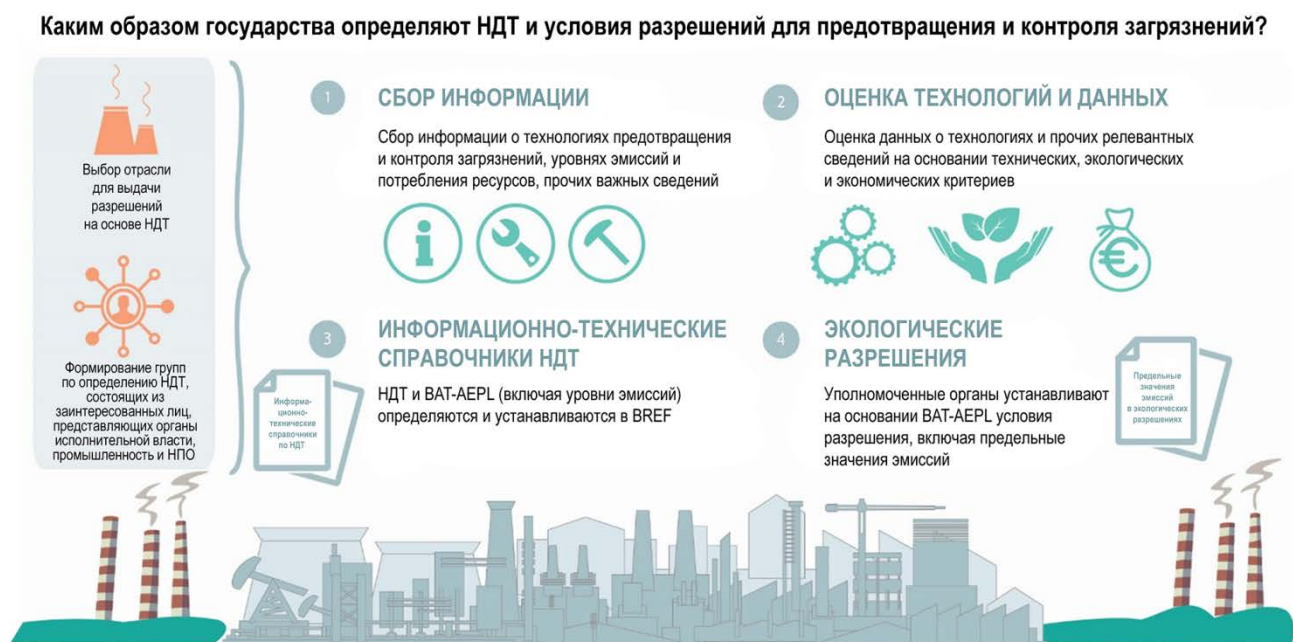 Каким образом государства определяют НДТ и условия разрешений для предотвращения и контроля загрязнений?
Выбор отрасли
для выдачи
разрешений
на основе НДТ
Формирование групп
по определению НДТ,
состоящих из
заинтересованных лиц,
представляющих органы
исполнительной власти,
промышленность и НПО
1
СБОР ИНФОРМАЦИИ
Сбор информации о технологиях предотвращения
и контроля загрязнений, уровнях эмиссий и
потребления ресурсов, прочих важных сведений
2
ОЦЕНКА ТЕХНОЛОГИЙ И ДАННЫХ
Оценка данных о технологиях и прочих релевантных
сведений на основании технических, экологических
и экономических критериев
€
3
ИНФОРМАЦИОННО-ТЕХНИЧЕСКИЕ
СПРАВОЧНИКИ НДТ
НДТ и BAT-AEPL (включая уровни эмиссий)
определяются и устанавливаются в BREF
Информа-
ционно-
технические
справочники
по НДТ
4
ЭКОЛОГИЧЕСКИЕ
РАЗРЕШЕНИЯ
Уполномоченные органы устанавливают
на основании BAT-AEPL условия
разрешения, включая предельные
значения эмиссий
Предельные
значения
эмиссий
в экологических
разрешениях